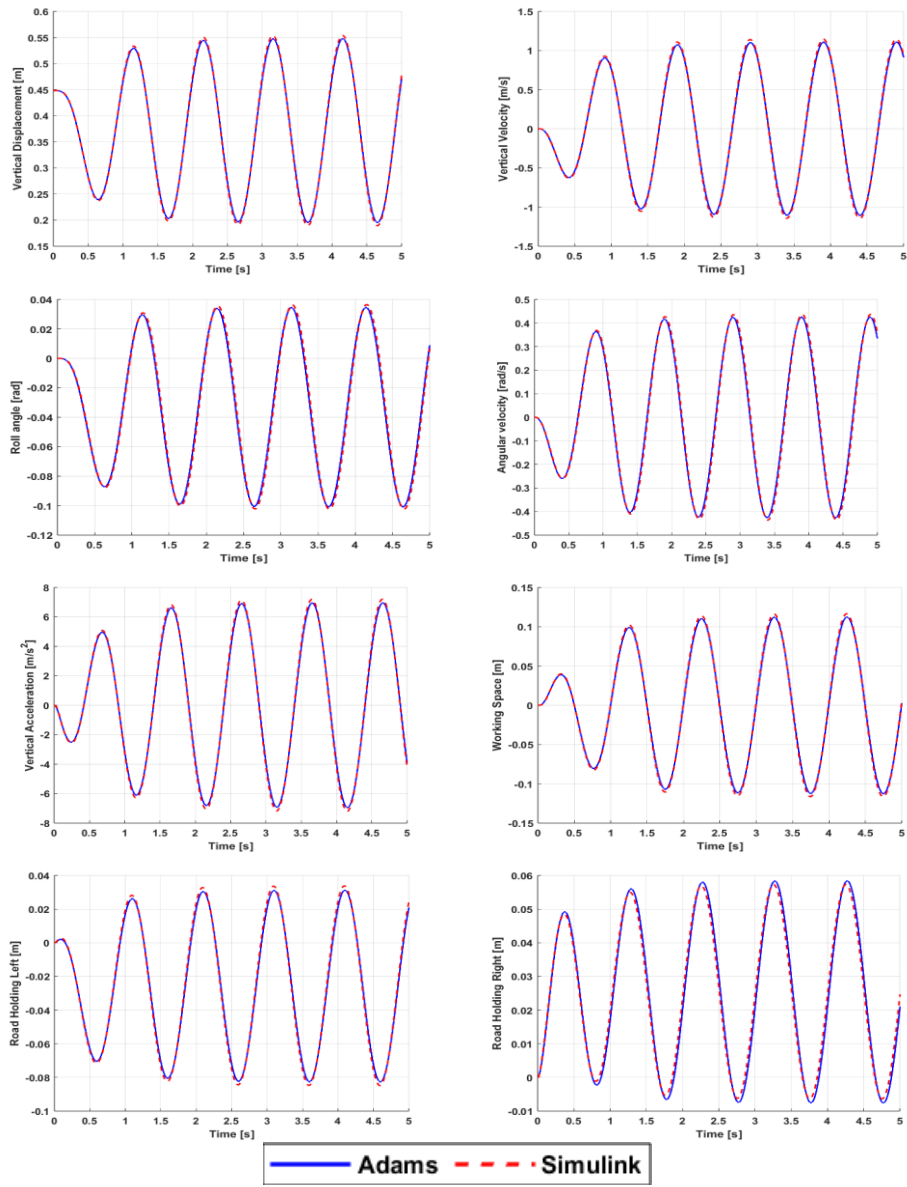 0.6
0.55
0.45
0.4
0.3
0.2
0.15
0 0.5 1 1.5 2 2.5 3 3.5 4 4.5 5
Time [s]
Vertical Displacement [m]
1.5
1
0.5
0
-0.5
-1
-1.5
0 0.5 1 1.5 2 2.5 3 3.5 4 4.5 5
Time [s]
Vertical Velocity [m/s]
0.04
0.02
0
-0.02
-0.04
-0.06
-0.08
-0.1
-0.12
0 0.5 1 1.5 2 2.5 3 3.5 4 4.5 5
Time [s]
Roll angle [rad]
0.5
0.4
0.3
0.2
0.1
0
-0.1
-0.2
-0.3
-0.4
-0.5
0 0.5 1 1.5 2 2.5 3 3.5 4 4.5 5
Time [s]
Angular velocity [rad/s]
8
6
4
2
0
-2
-4
-6
-8
0 0.5 1 1.5 2 2.5 3 3.5 4 4.5 5
Time [s]
Vertical Acceleration [m/s²]
0.15
0.1
0.05
0
-0.05
-0.1
-0.15
0 0.5 1 1.5 2 2.5 3 3.5 4 4.5 5
Time [s]
Working Space [m]
0.04
0.02
0
-0.02
-0.04
-0.06
-0.08
-0.1
0 0.5 1 1.5 2 2.5 3 3.5 4 4.5 5
Time [s]
Road Holding Left [m]
0.06
0.05
0.04
0.03
0.02
0.01
0
-0.01
0 0.5 1 1.5 2 2.5 3 3.5 4 4.5 5
Time [s]
Road Holding Right [m]
Adams Simulink